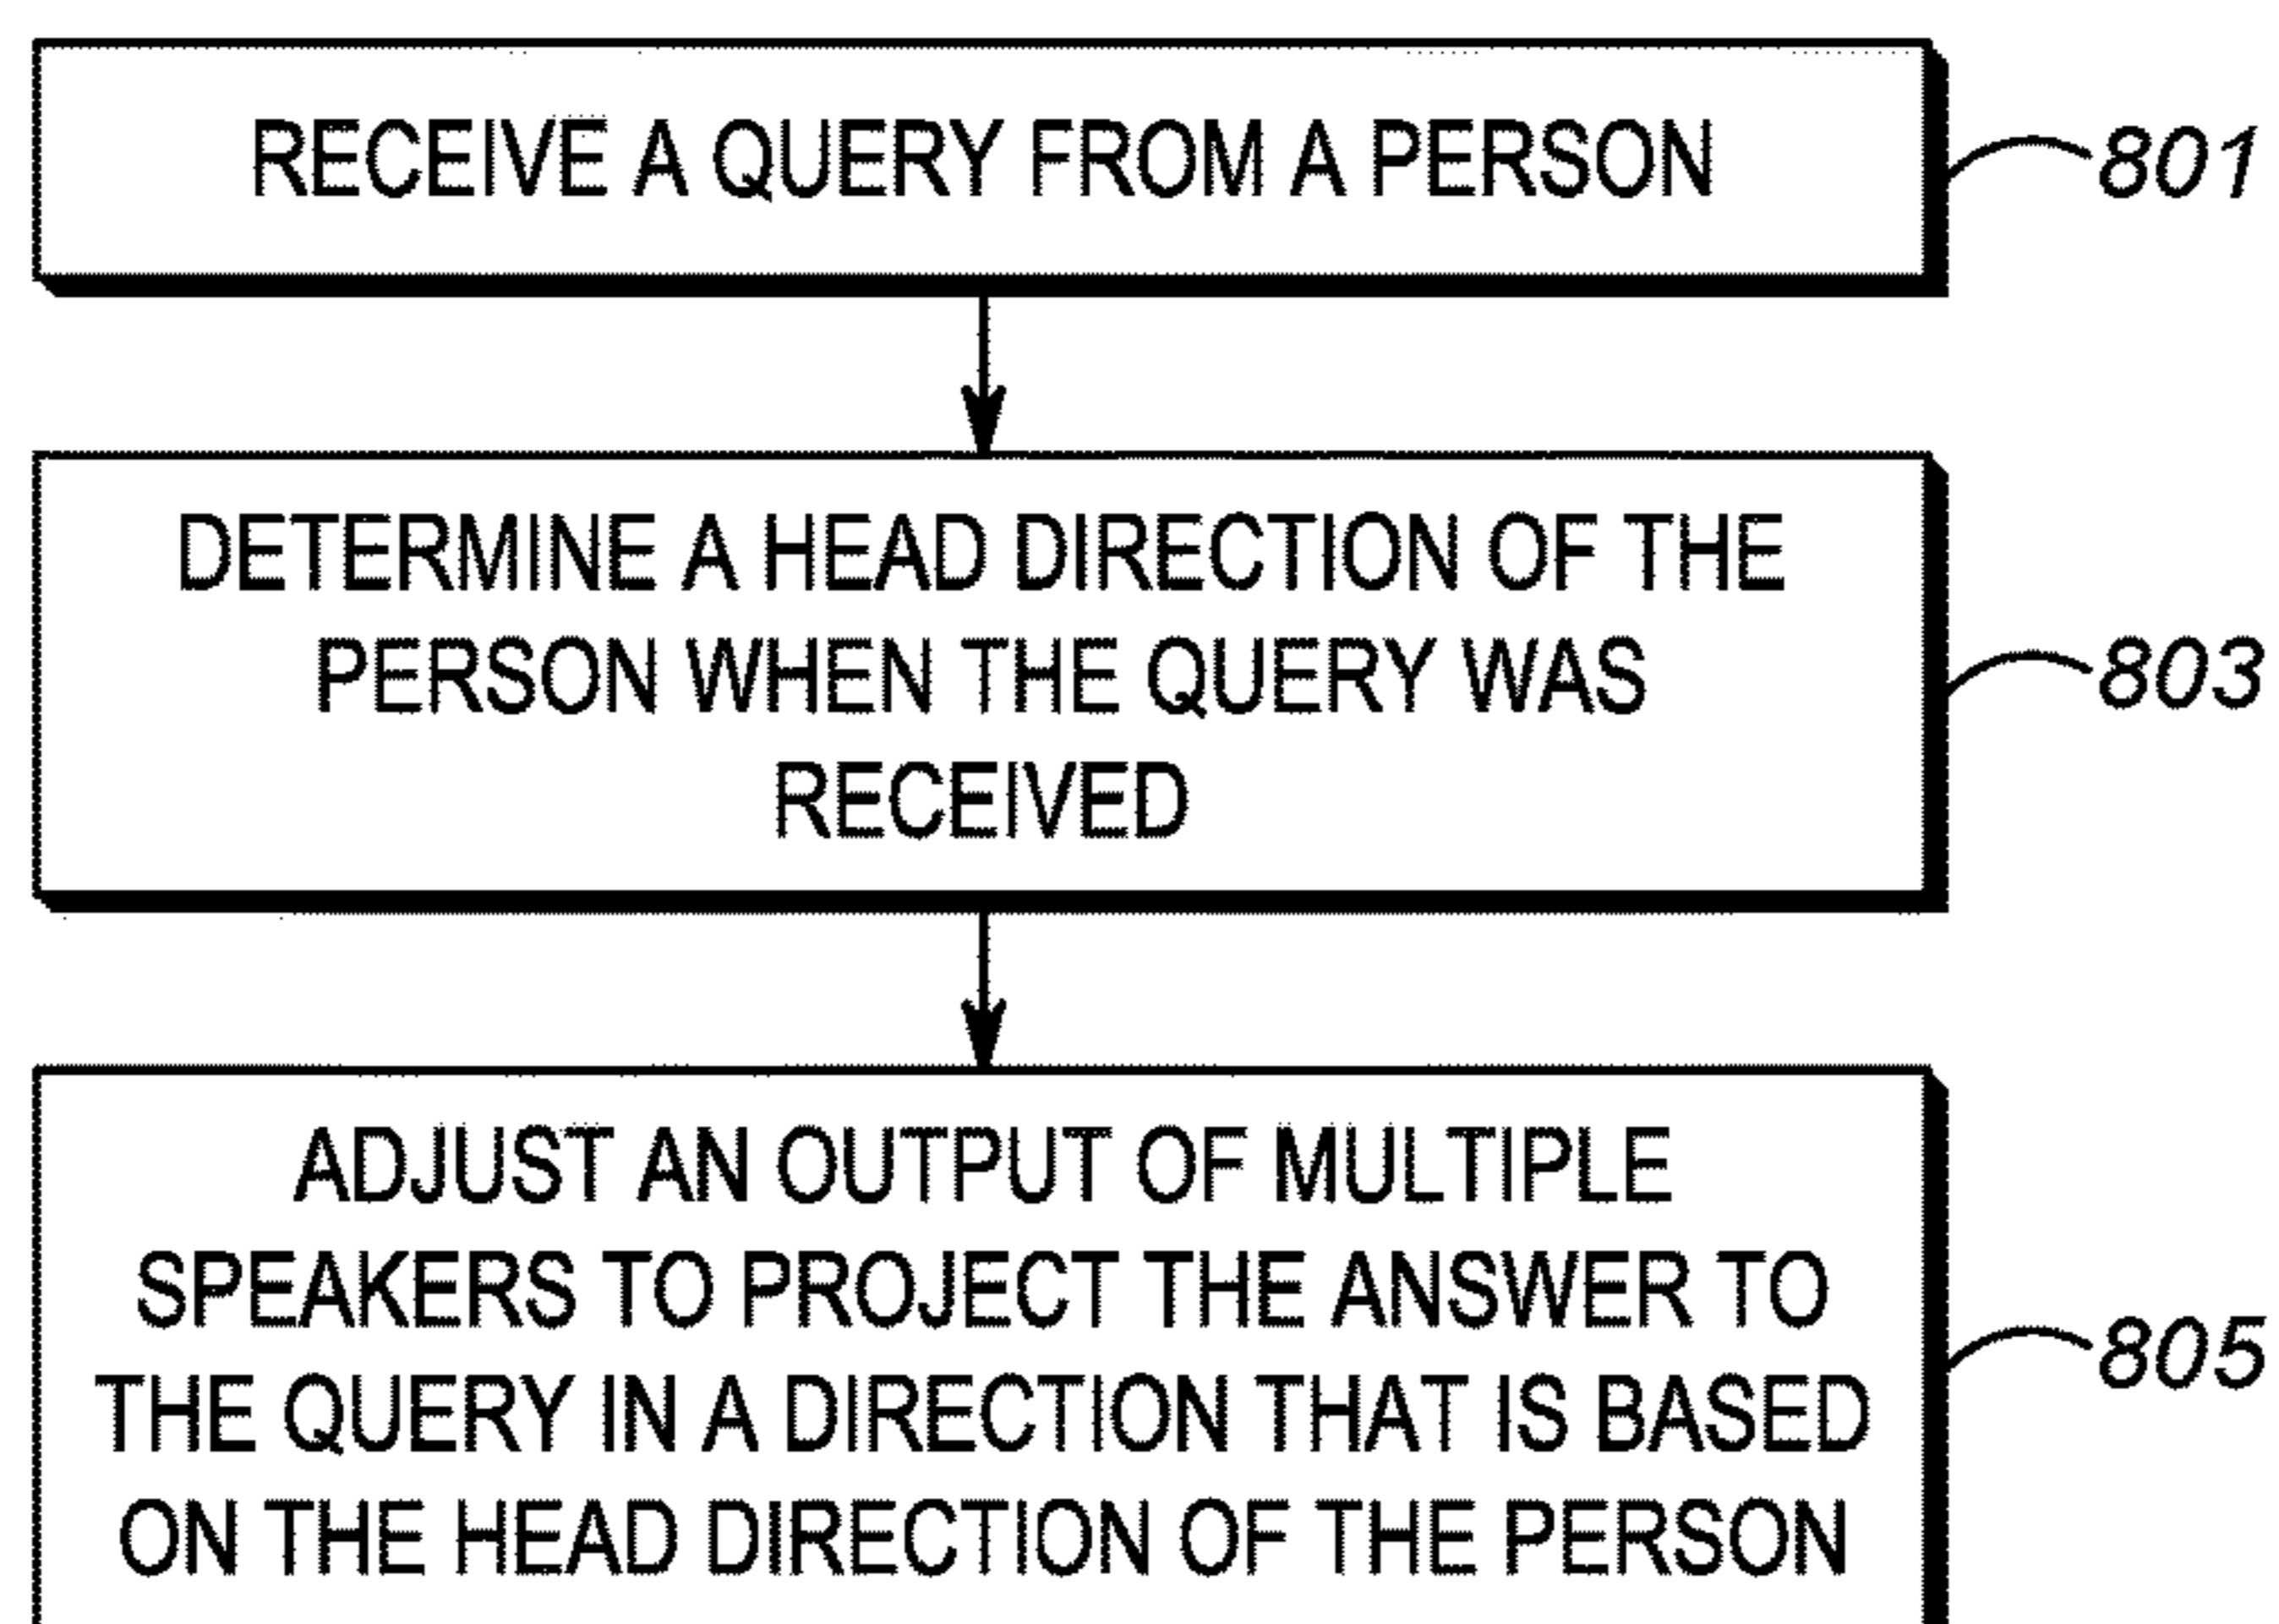 RECEIVE A QUERY FROM A PERSON
801
DETERMINE A HEAD DIRECTION OF THE
PERSON WHEN THE QUERY WAS
RECEIVED
803
ADJUST AN OUTPUT OF MULTIPLE
SPEAKERS TO PROJECT THE ANSWER TO
THE QUERY IN A DIRECTION THAT IS BASED
ON THE HEAD DIRECTION OF THE PERSON
805